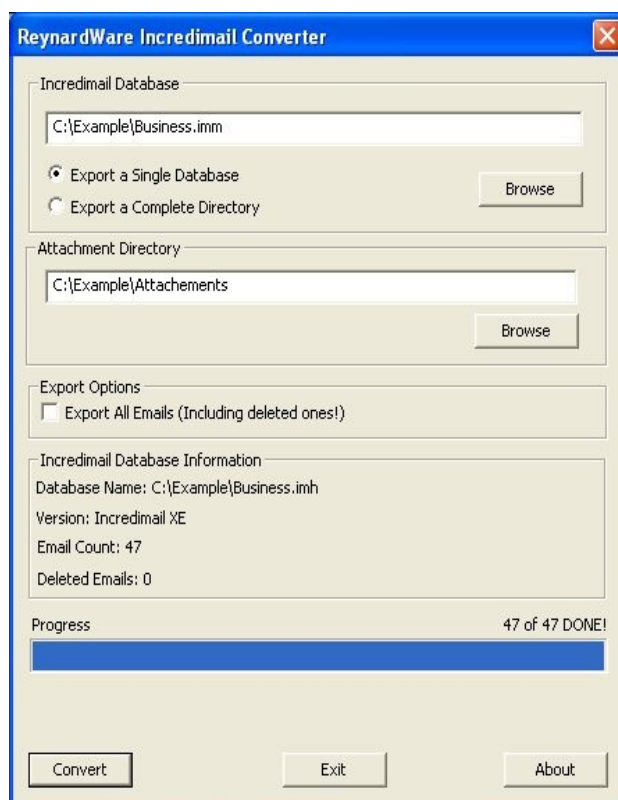 ReynardWare Incredimail Converter
Incredimail Database
C:\Example\Business.imm
Export a Single Database
Browse
Export a Complete Directory
Attachment Directory
C:\Example\Attachements
Browse
Export Options
Export All Emails (Including deleted ones!)
Incredimail Database Information
Database Name: C:\Example\Business.imh
Version: Incredimail XE
Email Count: 47
Deleted Emails: 0
Progress 47 of 47 DONE!
Convert Exit About